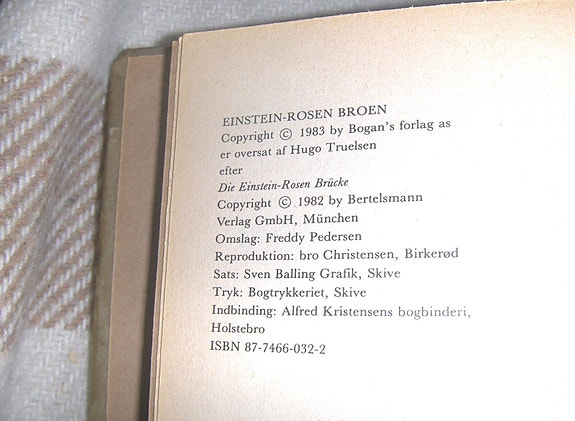 EINSTEIN-ROSEN BROEN
Copyright © 1983 by Bogan's forlag as
er oversat af Hugo Truelsen
efter
Die Einstein-Rosen Brücke
Copyright © 1982 by Bertelsmann
Verlag GmbH, München
Omslag: Freddy Pedersen
Reproduktion: bro Christensen, Birkerød
Sats: Sven Balling Grafik, Skive
Tryk: Bogtrykkeriet, Skive
Indbinding: Alfred Kristensens bogbinderi,
Holstebro
ISBN 87-7466-032-2